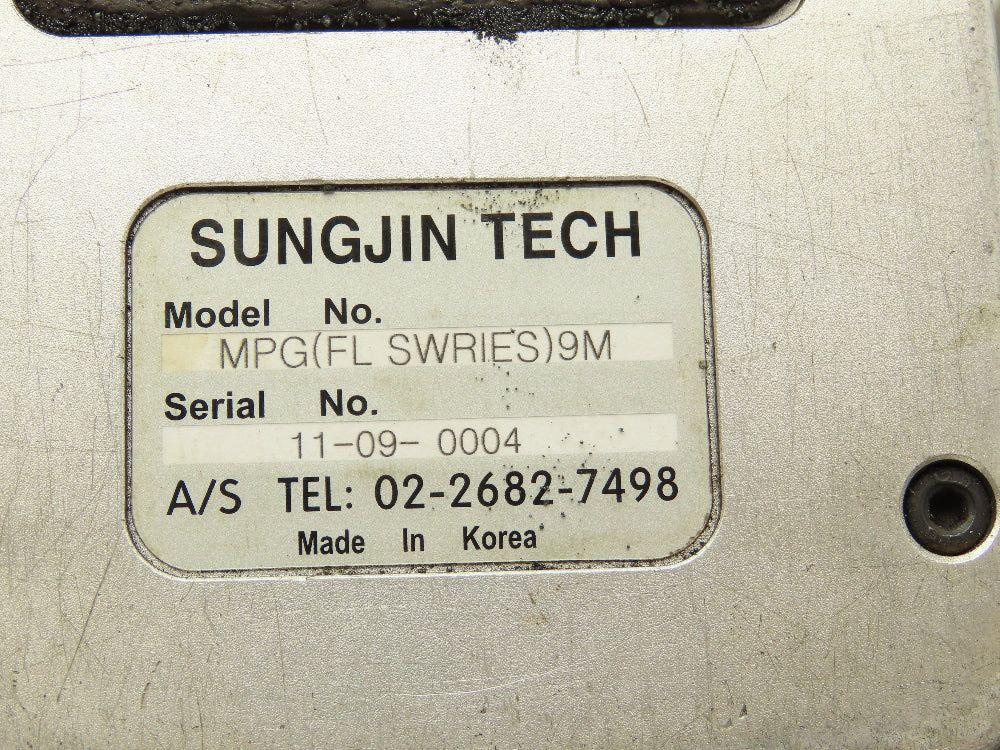 SUNGJIN TECH
Model No.
MPG(FL SWRIES)9M
Serial No.
11-09- 0004
A/S TEL: 02-2682-7498
Made In Korea